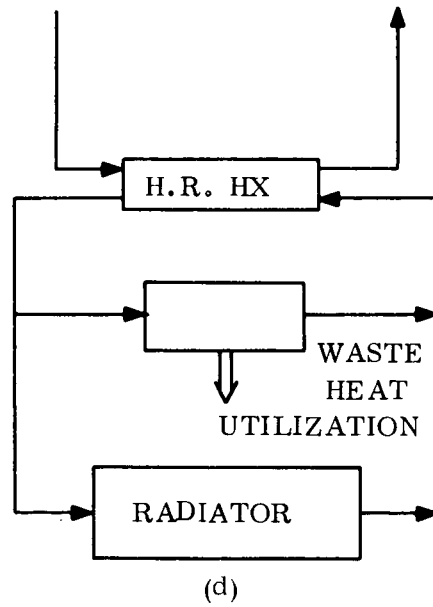 H.R. HX
WASTE
HEAT
UTILIZATION
RADIATOR
(d)